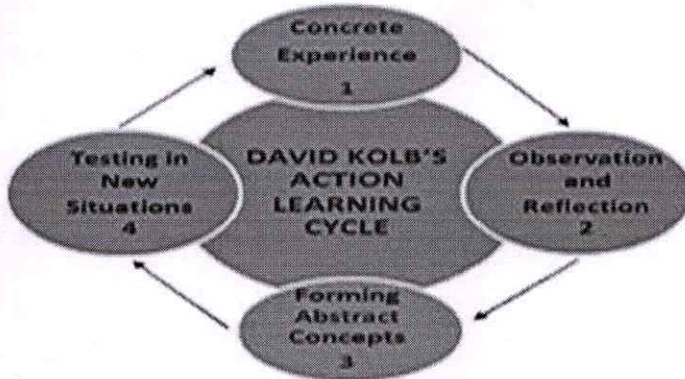 Concrete
Experience
1
DAVID KOLB'S
ACTION
LEARNING
CYCLE
Observation
and
Reflection
2
Forming
Abstract
Concepts
3
Testing in
New
Situations
4